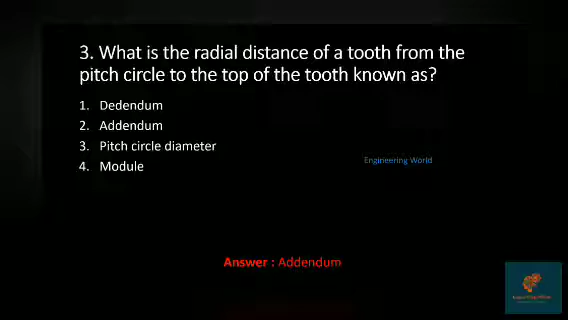 3. What is the radial distance of a tooth from the
pitch circle to the top of the tooth known as?
1. Dedendum
2. Addendum
3. Pitch circle diameter
4. Module
Engineering World
Answer : Addendum